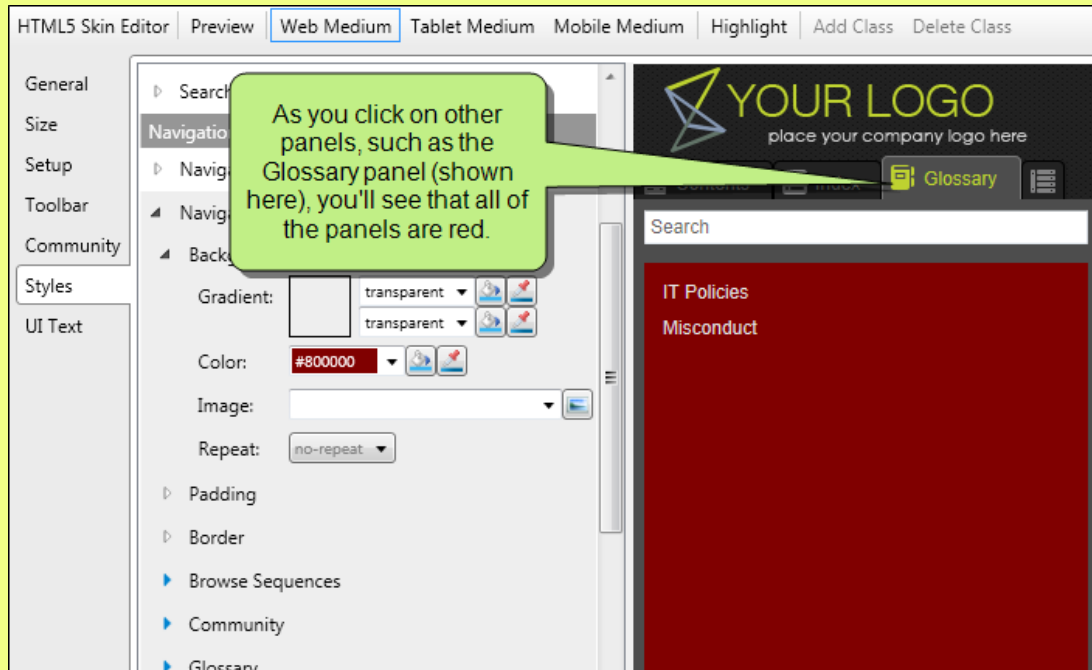 HTML5 Skin Editor Preview Web Medium Tablet Medium Mobile Medium Highlight Add Class Delete Class
General
Size
Setup
Toolbar
Community
Styles
UI Text
Search
Navigatio
Naviga
Naviga
Backg
As you click on other
panels, such as the
Glossary panel (shown
here), you'll see that all of
the panels are red.
Gradient: transparent
transparent
Color: #800000
Image:
Repeat: no-repeat
Padding
Border
Browse Sequences
Community
Glossary
YOUR LOGO
place your company logo here
Contents Index Glossary
Search
IT Policies
Misconduct